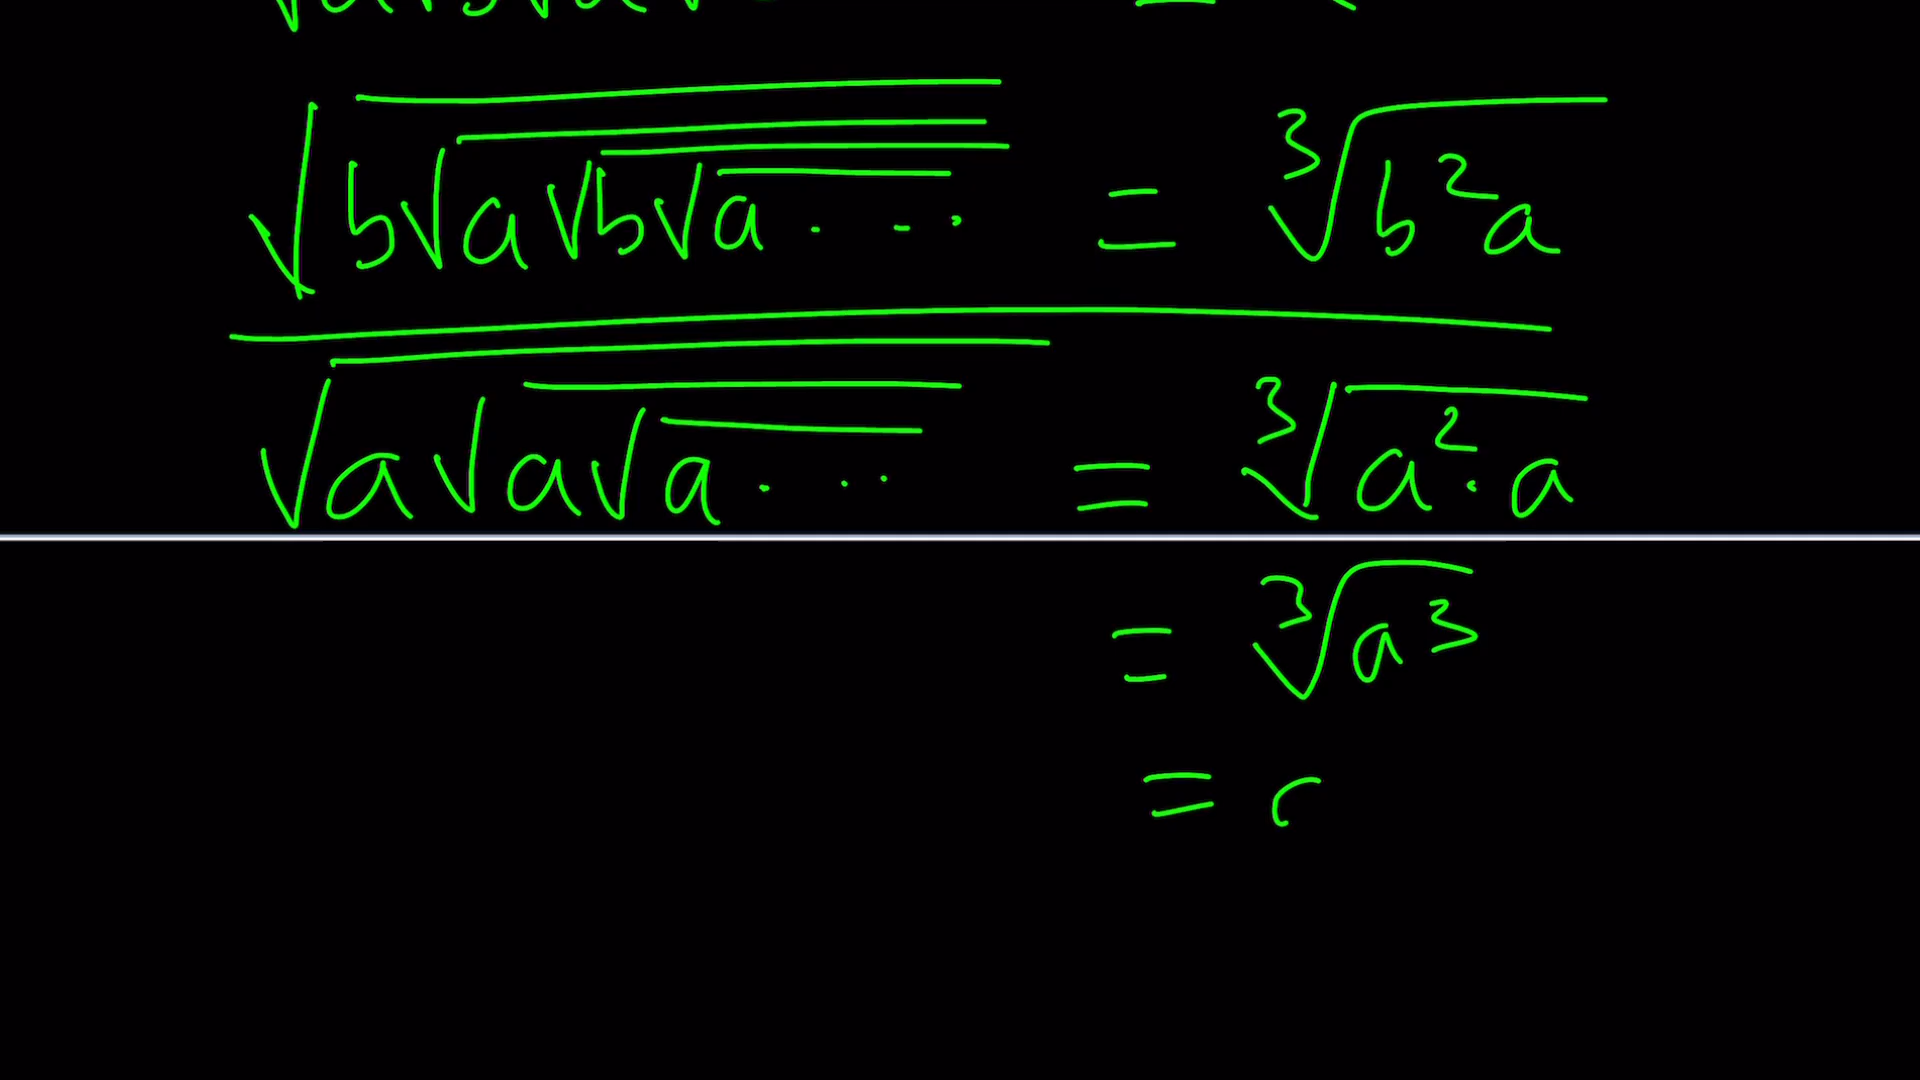 √(b√(a√(b√(a · · · = ∛(b²a)
√(a√(a√(a · · · = ∛(a² · a)
= ∛(a³)
=